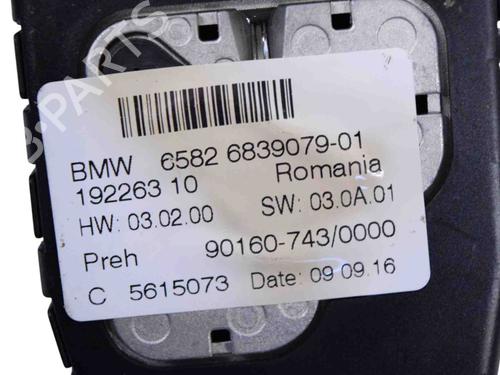 B-PARTS
BMW 6582 6839079-01
192263 10 Romania
HW: 03.02.00 SW: 03.0A.01
Preh 90160-743/0000
C 5615073 Date: 09.09.16